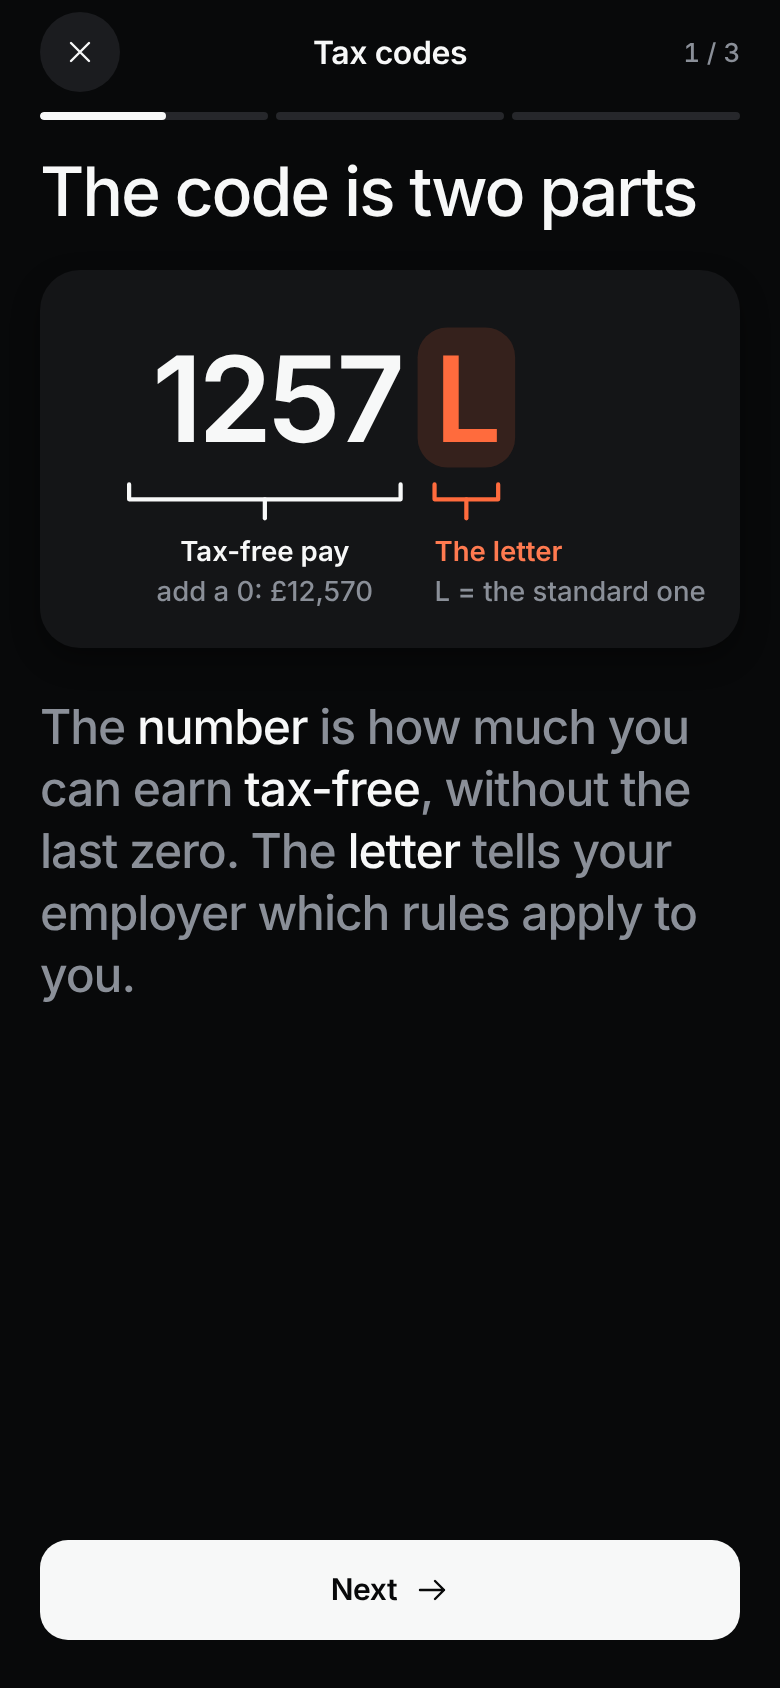 Tax codes
1 / 3
The code is two parts
1257 L
Tax-free pay
The letter
add a 0: £12,570
L = the standard one
The number is how much you
can earn tax-free, without the
last zero. The letter tells your
employer which rules apply to
you.
Next →